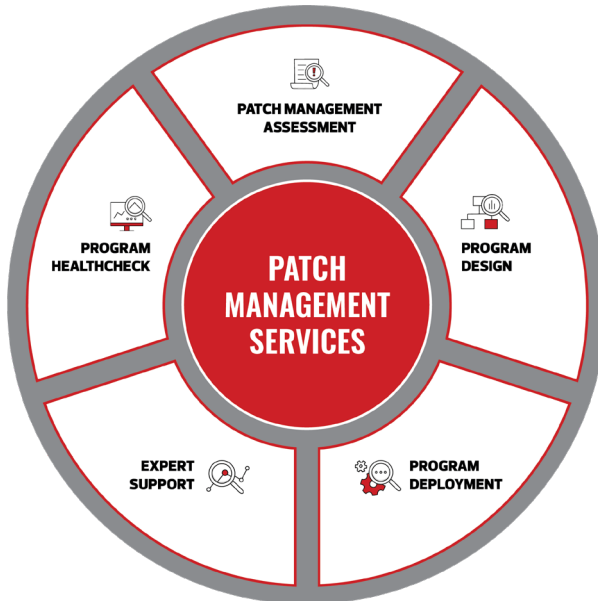 PATCH MANAGEMENT
ASSESSMENT
PROGRAM
DESIGN
PROGRAM
DEPLOYMENT
EXPERT
SUPPORT
PROGRAM
HEALTHCHECK
PATCH
MANAGEMENT
SERVICES